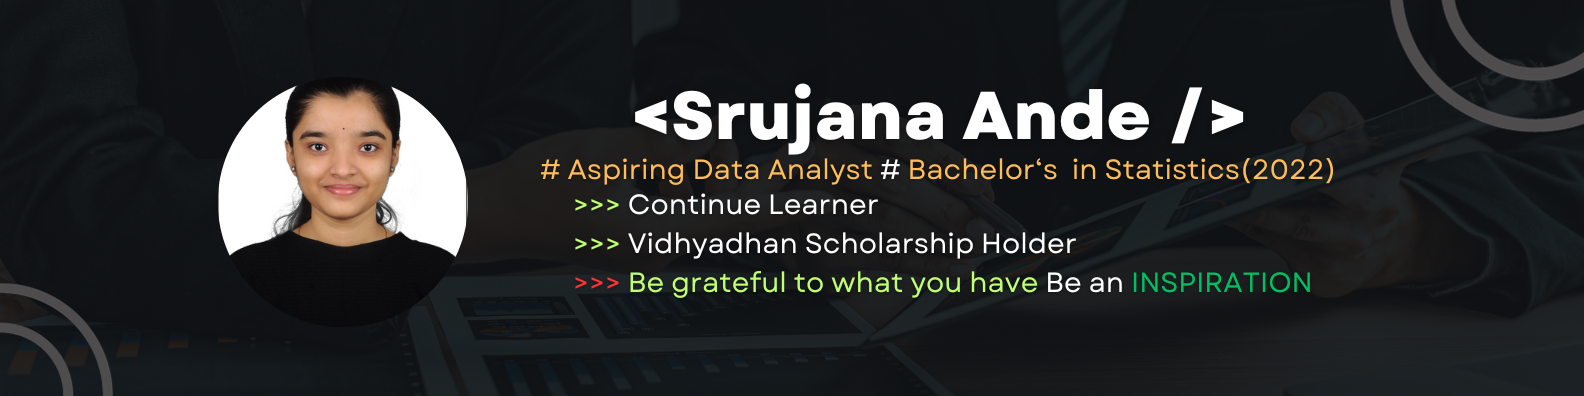 <Srujana Ande />
# Aspiring Data Analyst # Bachelor‘s in Statistics(2022)
>>> Continue Learner
>>> Vidhyadhan Scholarship Holder
>>> Be grateful to what you have Be an INSPIRATION